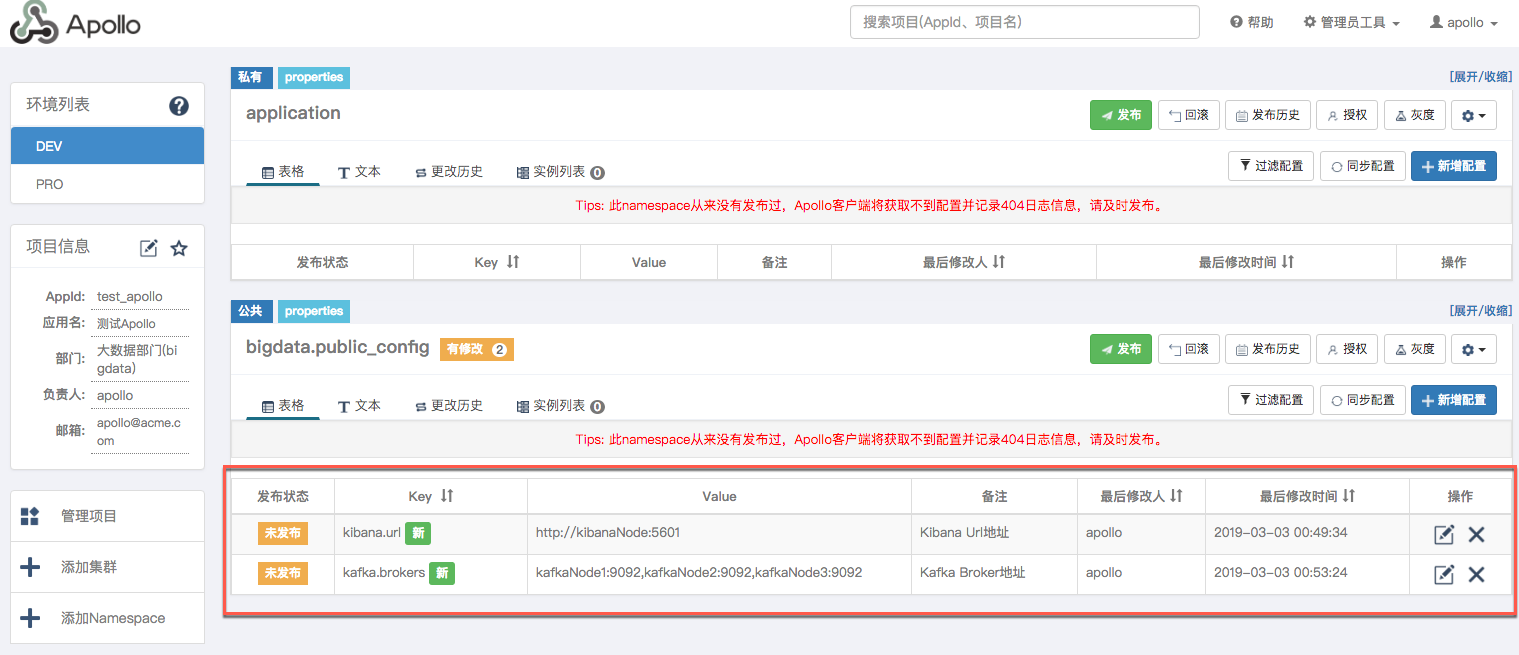 Apollo
搜索项目(AppId、项目名)
帮助
管理员工具
apollo
环境列表
DEV
PRO
项目信息
AppId: test_apollo
应用名: 测试Apollo
部门: 大数据部门(bi
gdata)
负责人: apollo
邮箱: apollo@acme.c
om
管理项目
添加集群
添加Namespace
私有 properties [展开/收缩]
application
发布 回滚 发布历史 授权 灰度
表格 文本 更改历史 实例列表 0
过滤配置 同步配置 新增配置
Tips: 此namespace从来没有发布过，Apollo客户端将获取不到配置并记录404日志信息，请及时发布。
发布状态 Key Value 备注 最后修改人 最后修改时间 操作
公共 properties [展开/收缩]
bigdata.public_config 有修改 2
发布 回滚 发布历史 授权 灰度
表格 文本 更改历史 实例列表 0
过滤配置 同步配置 新增配置
Tips: 此namespace从来没有发布过，Apollo客户端将获取不到配置并记录404日志信息，请及时发布。
发布状态 Key Value 备注 最后修改人 最后修改时间 操作
未发布 kibana.url 新 http://kibanaNode:5601 Kibana Url地址 apollo 2019-03-03 00:49:34
未发布 kafka.brokers 新 kafkaNode1:9092,kafkaNode2:9092,kafkaNode3:9092 Kafka Broker地址 apollo 2019-03-03 00:53:24